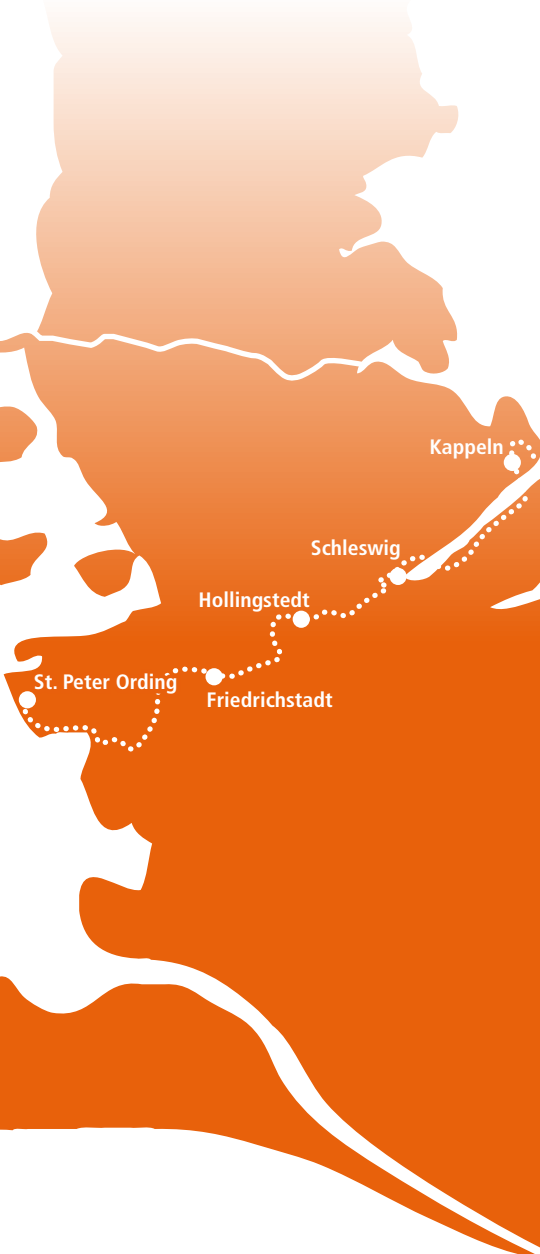 Kappeln
Schleswig
Hollingstedt
St. Peter Ording
Friedrichstadt